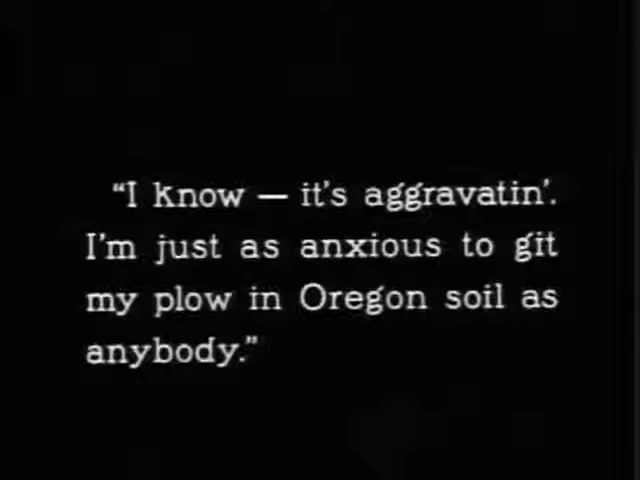 “I know — it's aggravatin'.
I'm just as anxious to git
my plow in Oregon soil as
anybody.”